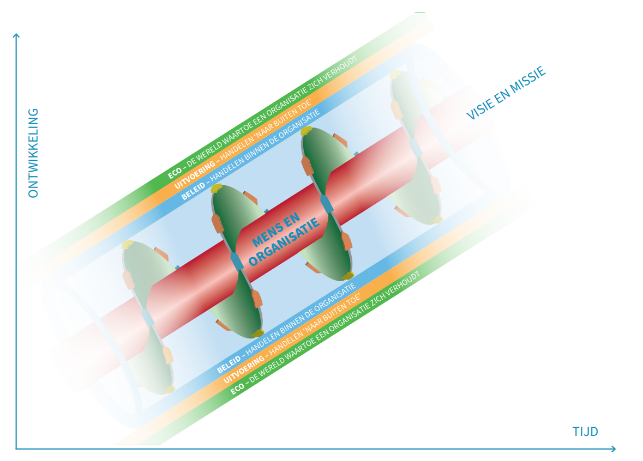 ONTWIKKELING
ECO – DE WERELD WAARTOE EEN ORGANISATIE ZICH VERHOUDT
UITVOERING – HANDELEN 'NAAR BUITEN TOE'
BELEID – HANDELEN BINNEN DE ORGANISATIE
VISIE EN MISSIE
MENS EN
ORGANISATIE
BELEID – HANDELEN BINNEN DE ORGANISATIE
UITVOERING – HANDELEN 'NAAR BUITEN TOE'
ECO – DE WERELD WAARTOE EEN ORGANISATIE ZICH VERHOUDT
TIJD